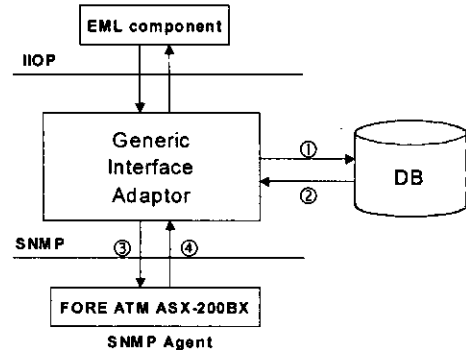 EML component
IIOP
Generic
Interface
Adaptor
①
②
DB
SNMP
③
④
FORE ATM ASX-200BX
SNMP Agent